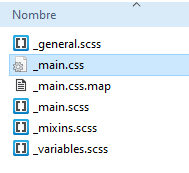 Nombre
_general.scss
_main.css
_main.css.map
_main.scss
_mixins.scss
_variables.scss